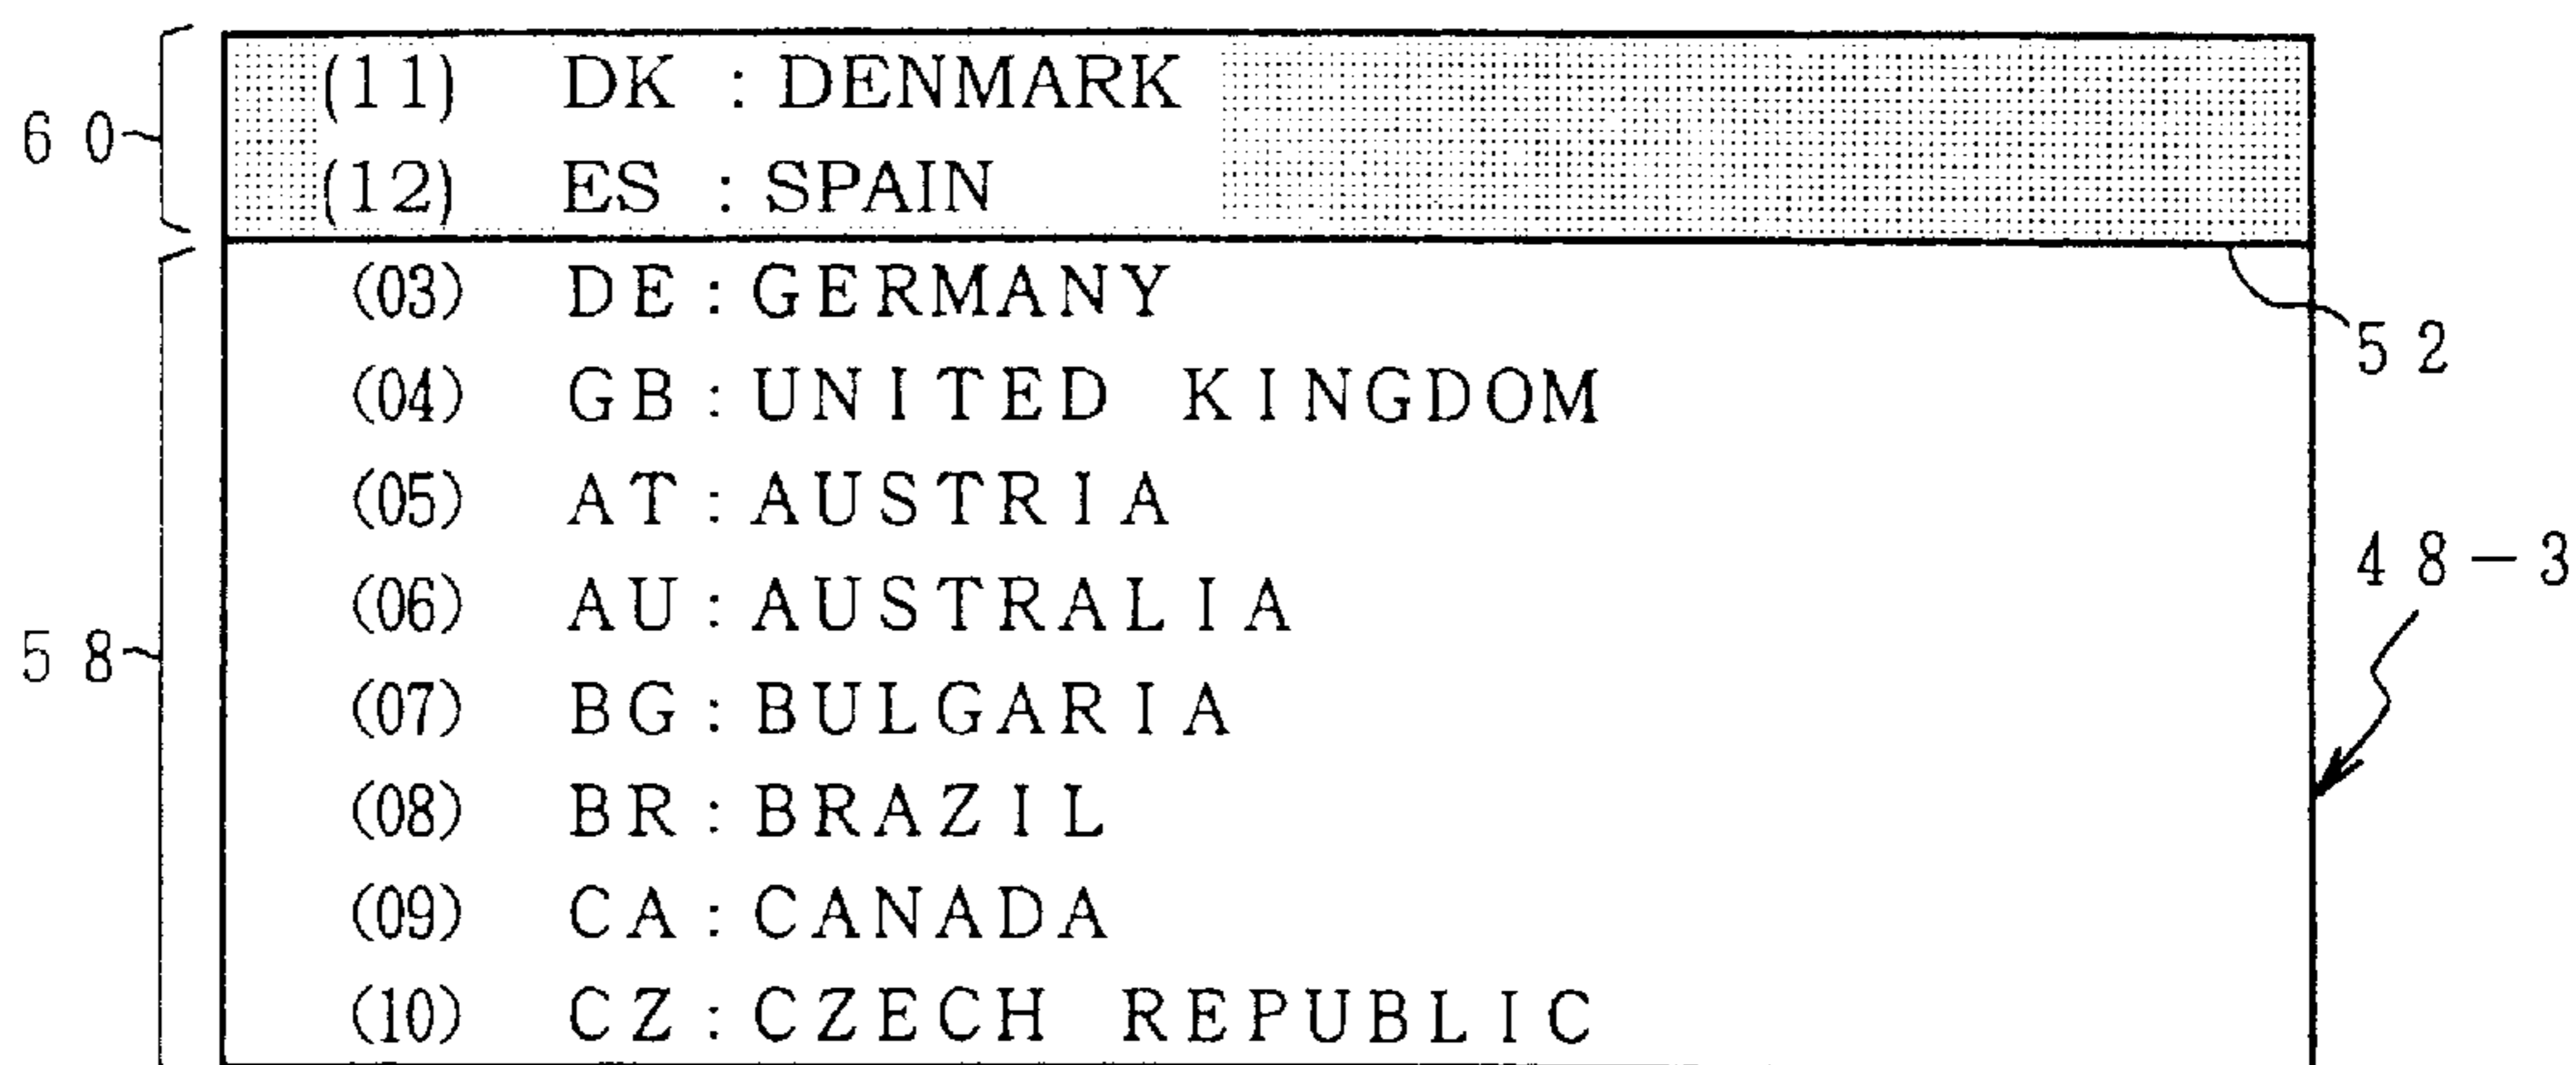 60
(11) DK : DENMARK
(12) ES : SPAIN
52
58
(03) DE : GERMANY
(04) GB : UNITED KINGDOM
(05) AT : AUSTRIA
(06) AU : AUSTRALIA
(07) BG : BULGARIA
(08) BR : BRAZIL
(09) CA : CANADA
(10) CZ : CZECH REPUBLIC
48-3